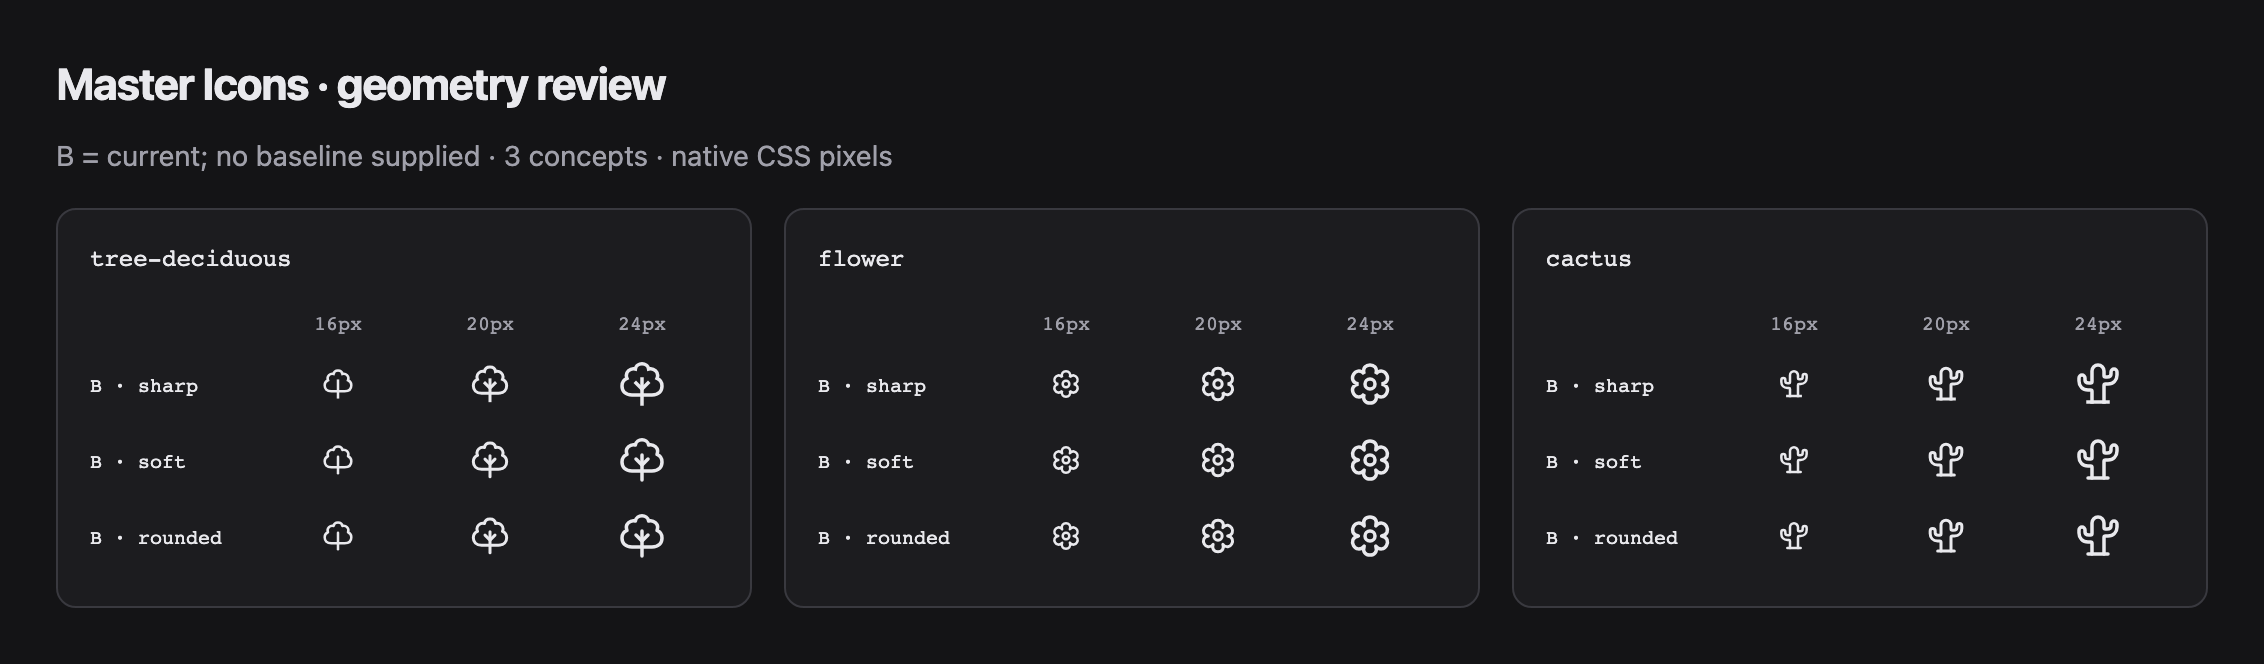 Master Icons · geometry review
B = current; no baseline supplied · 3 concepts · native CSS pixels
tree-deciduous
16px 20px 24px
B · sharp
B · soft
B · rounded
flower
16px 20px 24px
B · sharp
B · soft
B · rounded
cactus
16px 20px 24px
B · sharp
B · soft
B · rounded